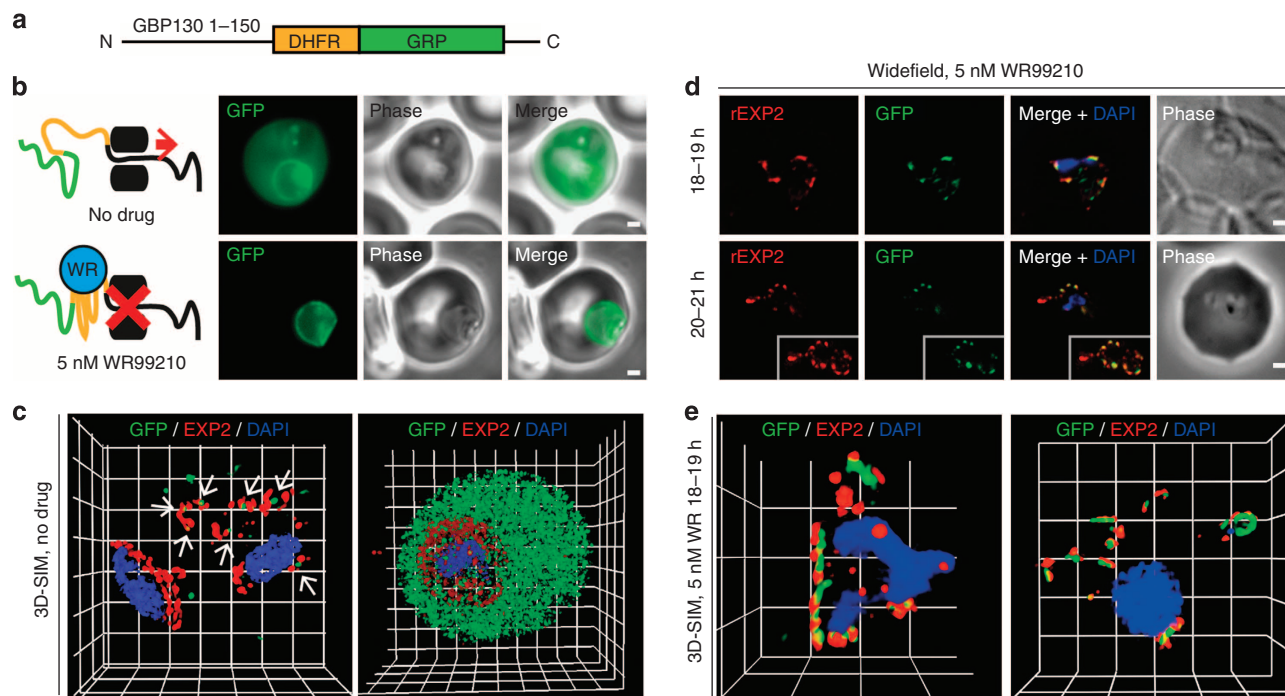 a
GBP130 1–150
N
DHFR
GRP
C
b
No drug
GFP
Phase
Merge
WR
5 nM WR99210
GFP
Phase
Merge
c
3D-SIM, no drug
GFP / EXP2 / DAPI
GFP / EXP2 / DAPI
d
Widefield, 5 nM WR99210
18–19 h
rEXP2
GFP
Merge + DAPI
Phase
20–21 h
rEXP2
GFP
Merge + DAPI
Phase
e
3D-SIM, 5 nM WR 18–19 h
GFP / EXP2 / DAPI
GFP / EXP2 / DAPI